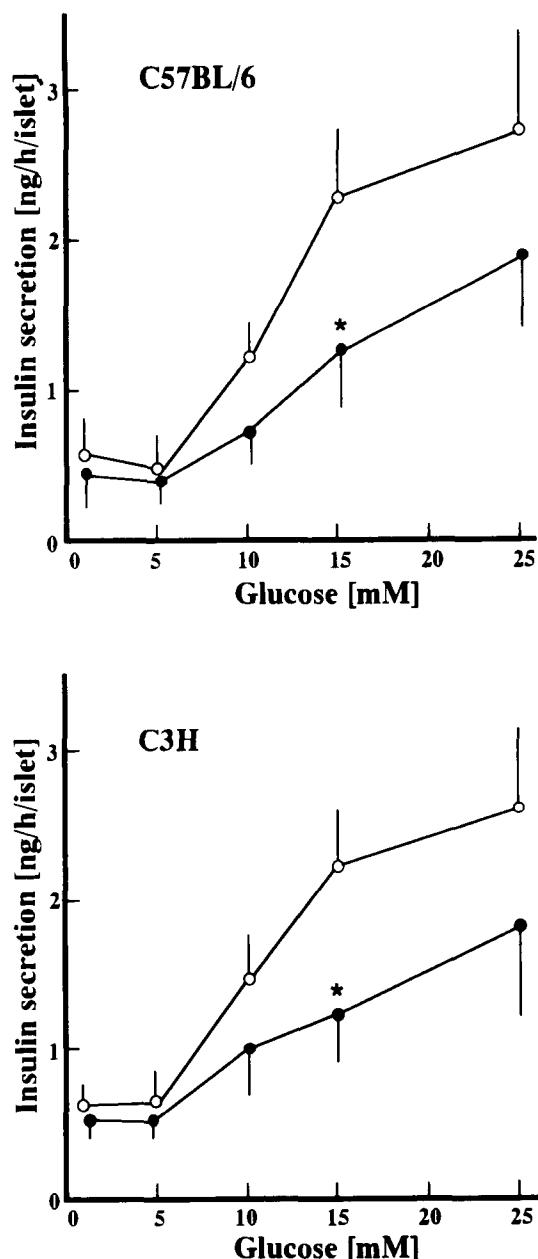 C57BL/6
Insulin secretion [ng/h/islet]
3
2
1
0
0 5 10 15 20 25
*
Glucose [mM]
C3H
Insulin secretion [ng/h/islet]
3
2
1
0
0 5 10 15 20 25
*
Glucose [mM]